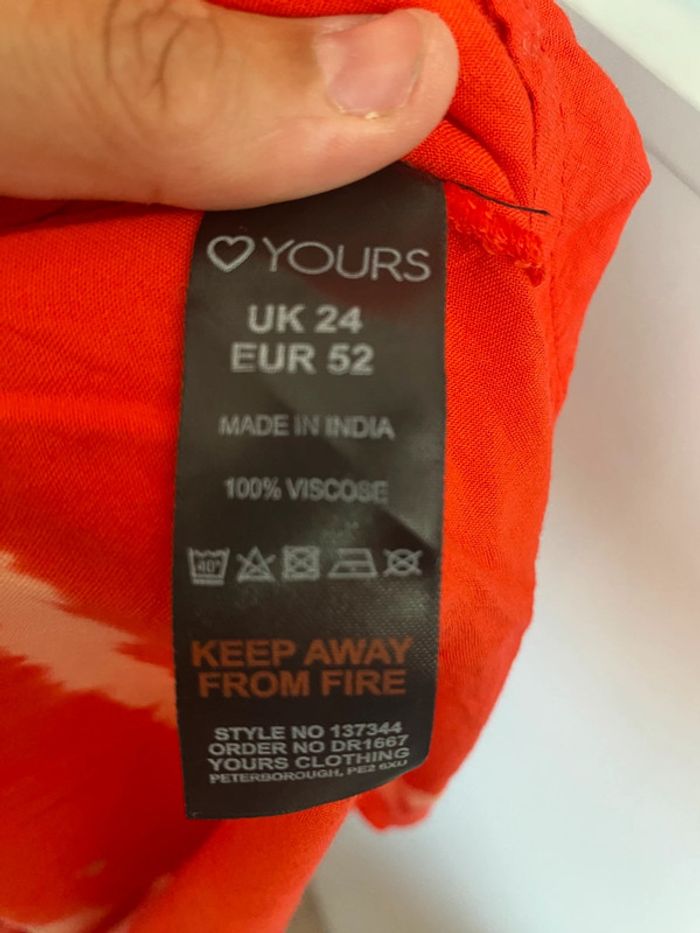 YOURS
UK 24
EUR 52
MADE IN INDIA
100% VISCOSE
40°
KEEP AWAY
FROM FIRE
STYLE NO 137344
ORDER NO DR1667
YOURS CLOTHING
PETERBOROUGH, PE2 6XU